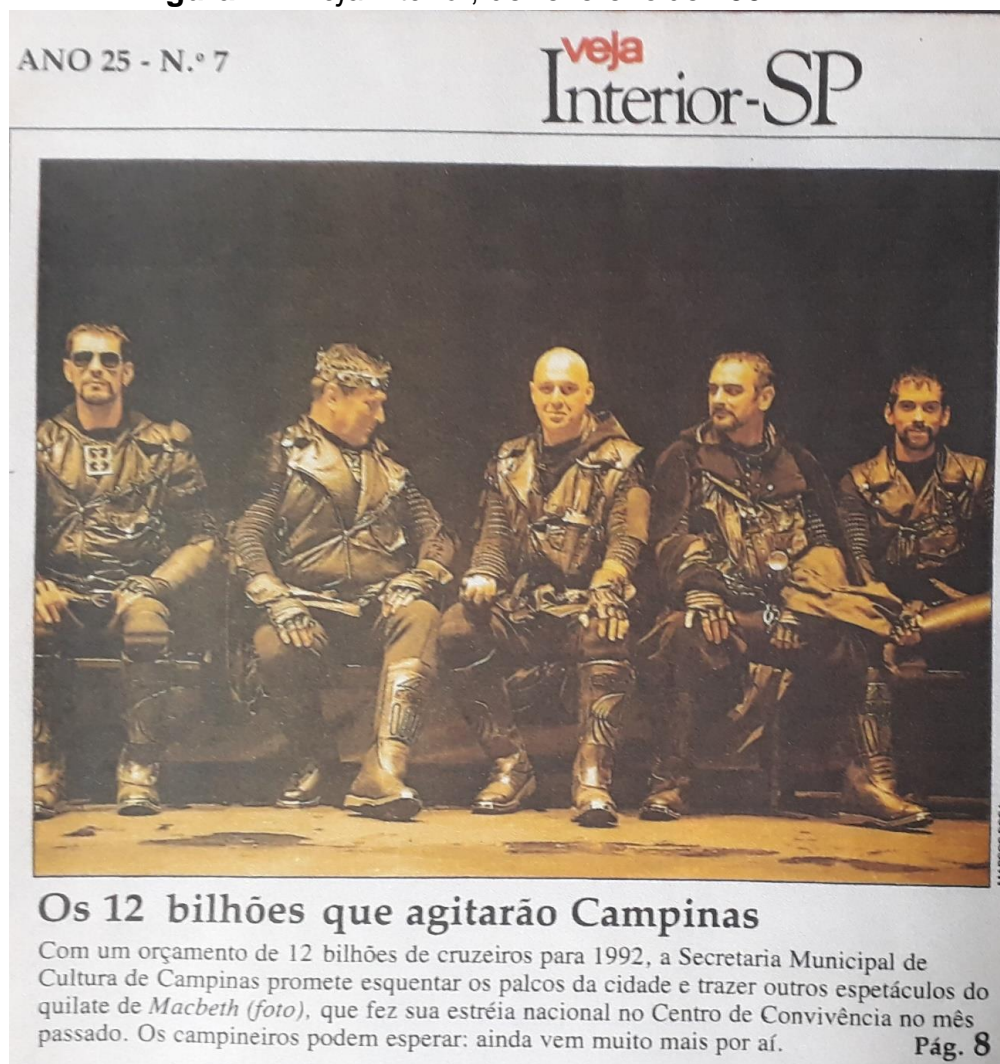 ANO 25 - N.º 7
veja
Interior-SP
Os 12 bilhões que agitarão Campinas
Com um orçamento de 12 bilhões de cruzeiros para 1992, a Secretaria Municipal de
Cultura de Campinas promete esquentar os palcos da cidade e trazer outros espetáculos do
quilate de Macbeth (foto), que fez sua estréia nacional no Centro de Convivência no mês
passado. Os campineiros podem esperar: ainda vem muito mais por aí.
Pág. 8